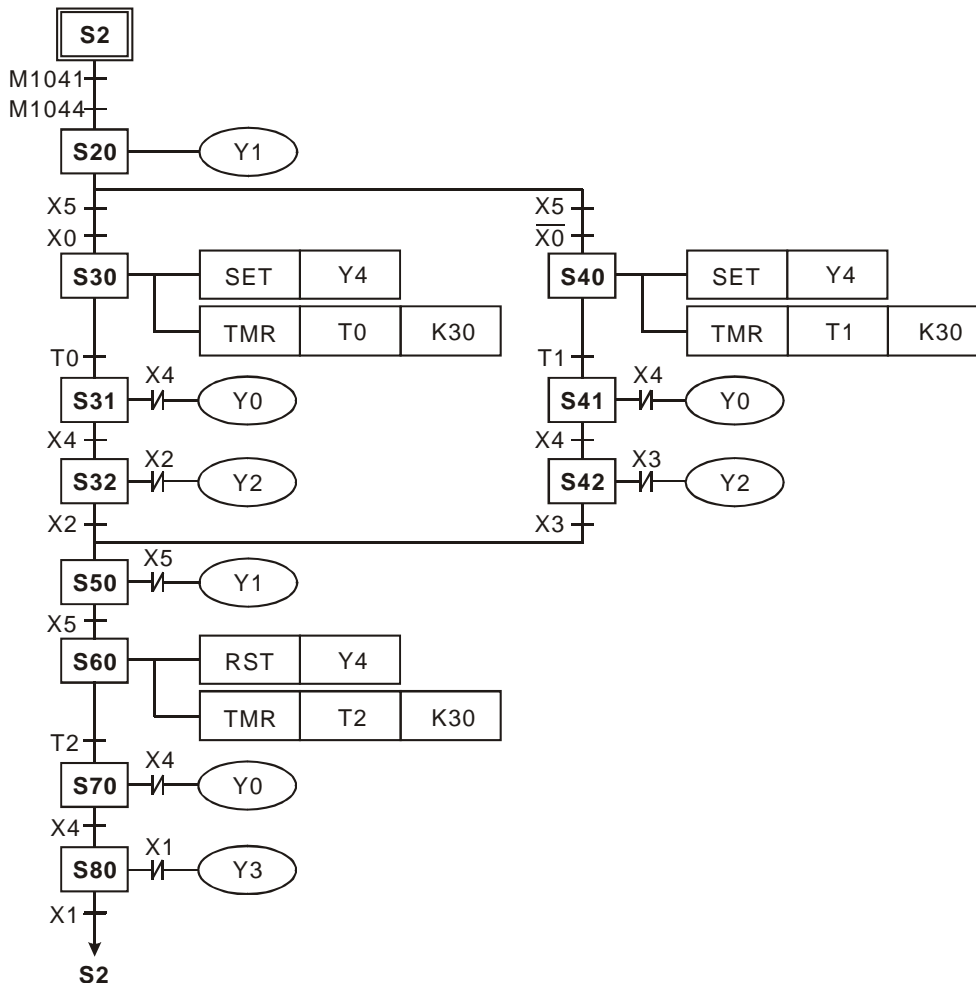 S2
M1041
M1044
S20 Y1
X5 X5
X0 X0
S30 SET Y4 S40 SET Y4
TMR T0 K30 TMR T1 K30
T0 X4 T1 X4
S31 Y0 S41 Y0
X4 X2 X4 X3
S32 Y2 S42 Y2
X2 X3
X5
S50 Y1
X5
S60 RST Y4
TMR T2 K30
T2 X4
S70 Y0
X4 X1
S80 Y3
X1
S2